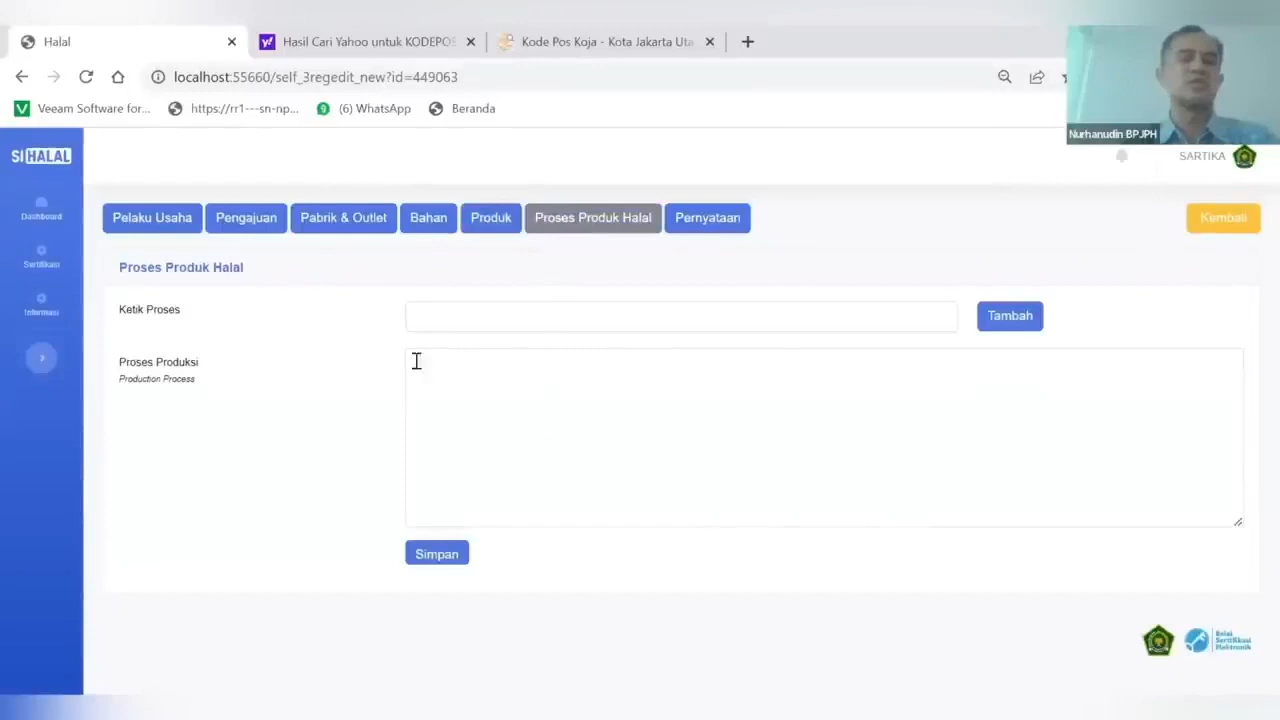 Halal
Hasil Cari Yahoo untuk KODEPOS
Kode Pos Koja - Kota Jakarta Uta
localhost:55660/self_3regedit_new?id=449063
Veeam Software for...
https://rr1---sn-np...
(6) WhatsApp
Beranda
Nurhanudin BPJPH
SIHALAL
SARTIKA
Dashboard
Sertifikasi
Informasi
Pelaku Usaha
Pengajuan
Pabrik & Outlet
Bahan
Produk
Proses Produk Halal
Pernyataan
Kembali
Proses Produk Halal
Ketik Proses
Tambah
Proses Produksi
Production Process
Simpan